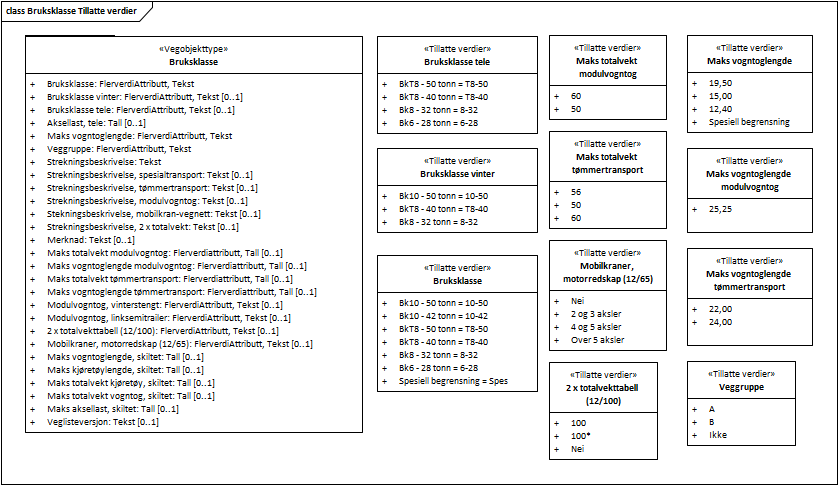 class Bruksklasse Tillatte verdier
«Vegobjekttype»
Bruksklasse
+ Bruksklasse: FlerverdiAttributt, Tekst
+ Bruksklasse vinter: FlerverdiAttributt, Tekst [0..1]
+ Bruksklasse tele: FlerverdiAttributt, Tekst [0..1]
+ Aksellast, tele: Tall [0..1]
+ Maks vogntoglengde: FlerverdiAttributt, Tekst
+ Veggruppe: FlerverdiAttributt, Tekst
+ Strekningsbeskrivelse: Tekst
+ Strekningsbeskrivelse, spesialtransport: Tekst [0..1]
+ Strekningsbeskrivelse, tømmertransport: Tekst [0..1]
+ Strekningsbeskrivelse, modulvogntog: Tekst [0..1]
+ Stekningsbeskrivelse, mobilkran-vegnett: Tekst [0..1]
+ Strekningsbeskrivelse, 2 x totalvekt: Tekst [0..1]
+ Merknad: Tekst [0..1]
+ Maks totalvekt modulvogntog: Flerverdiattributt, Tall [0..1]
+ Maks vogntoglengde modulvogntog: Flerverdiattributt, Tall [0..1]
+ Maks totalvekt tømmertransport: Flerverdiattributt, Tall [0..1]
+ Maks vogntoglengde tømmertransport: Flerverdiattributt, Tall [0..1]
+ Modulvogntog, vinterstengt: FlerverdiAttributt, Tekst [0..1]
+ Modulvogntog, linksemitrailer: FlerverdiAttributt, Tekst [0..1]
+ 2 x totalvekttabell (12/100): FlerverdiAttributt, Tekst [0..1]
+ Mobilkraner, motorredskap (12/65): FlerverdiAttributt, Tekst [0..1]
+ Maks vogntoglengde, skiltet: Tall [0..1]
+ Maks kjøretøylengde, skiltet: Tall [0..1]
+ Maks totalvekt kjøretøy, skiltet: Tall [0..1]
+ Maks totalvekt vogntog, skiltet: Tall [0..1]
+ Maks aksellast, skiltet: Tall [0..1]
+ Veglisteversjon: Tekst [0..1]
«Tillatte verdier»
Bruksklasse tele
+ BkT8 - 50 tonn = T8-50
+ BkT8 - 40 tonn = T8-40
+ Bk8 - 32 tonn = 8-32
+ Bk6 - 28 tonn = 6-28
«Tillatte verdier»
Bruksklasse vinter
+ Bk10 - 50 tonn = 10-50
+ BkT8 - 40 tonn = T8-40
+ Bk8 - 32 tonn = 8-32
«Tillatte verdier»
Bruksklasse
+ Bk10 - 50 tonn = 10-50
+ Bk10 - 42 tonn = 10-42
+ BkT8 - 50 tonn = T8-50
+ BkT8 - 40 tonn = T8-40
+ Bk8 - 32 tonn = 8-32
+ Bk6 - 28 tonn = 6-28
+ Spesiell begrensning = Spes
«Tillatte verdier»
Maks totalvekt
modulvogntog
+ 60
+ 50
«Tillatte verdier»
Maks totalvekt
tømmertransport
+ 56
+ 50
+ 60
«Tillatte verdier»
Mobilkraner,
motorredskap (12/65)
+ Nei
+ 2 og 3 aksler
+ 4 og 5 aksler
+ Over 5 aksler
«Tillatte verdier»
2 x totalvekttabell
(12/100)
+ 100
+ 100*
+ Nei
«Tillatte verdier»
Maks vogntoglengde
+ 19,50
+ 15,00
+ 12,40
+ Spesiell begrensning
«Tillatte verdier»
Maks vogntoglengde
modulvogntog
+ 25,25
«Tillatte verdier»
Maks vogntoglengde
tømmertransport
+ 22,00
+ 24,00
«Tillatte verdier»
Veggruppe
+ A
+ B
+ Ikke